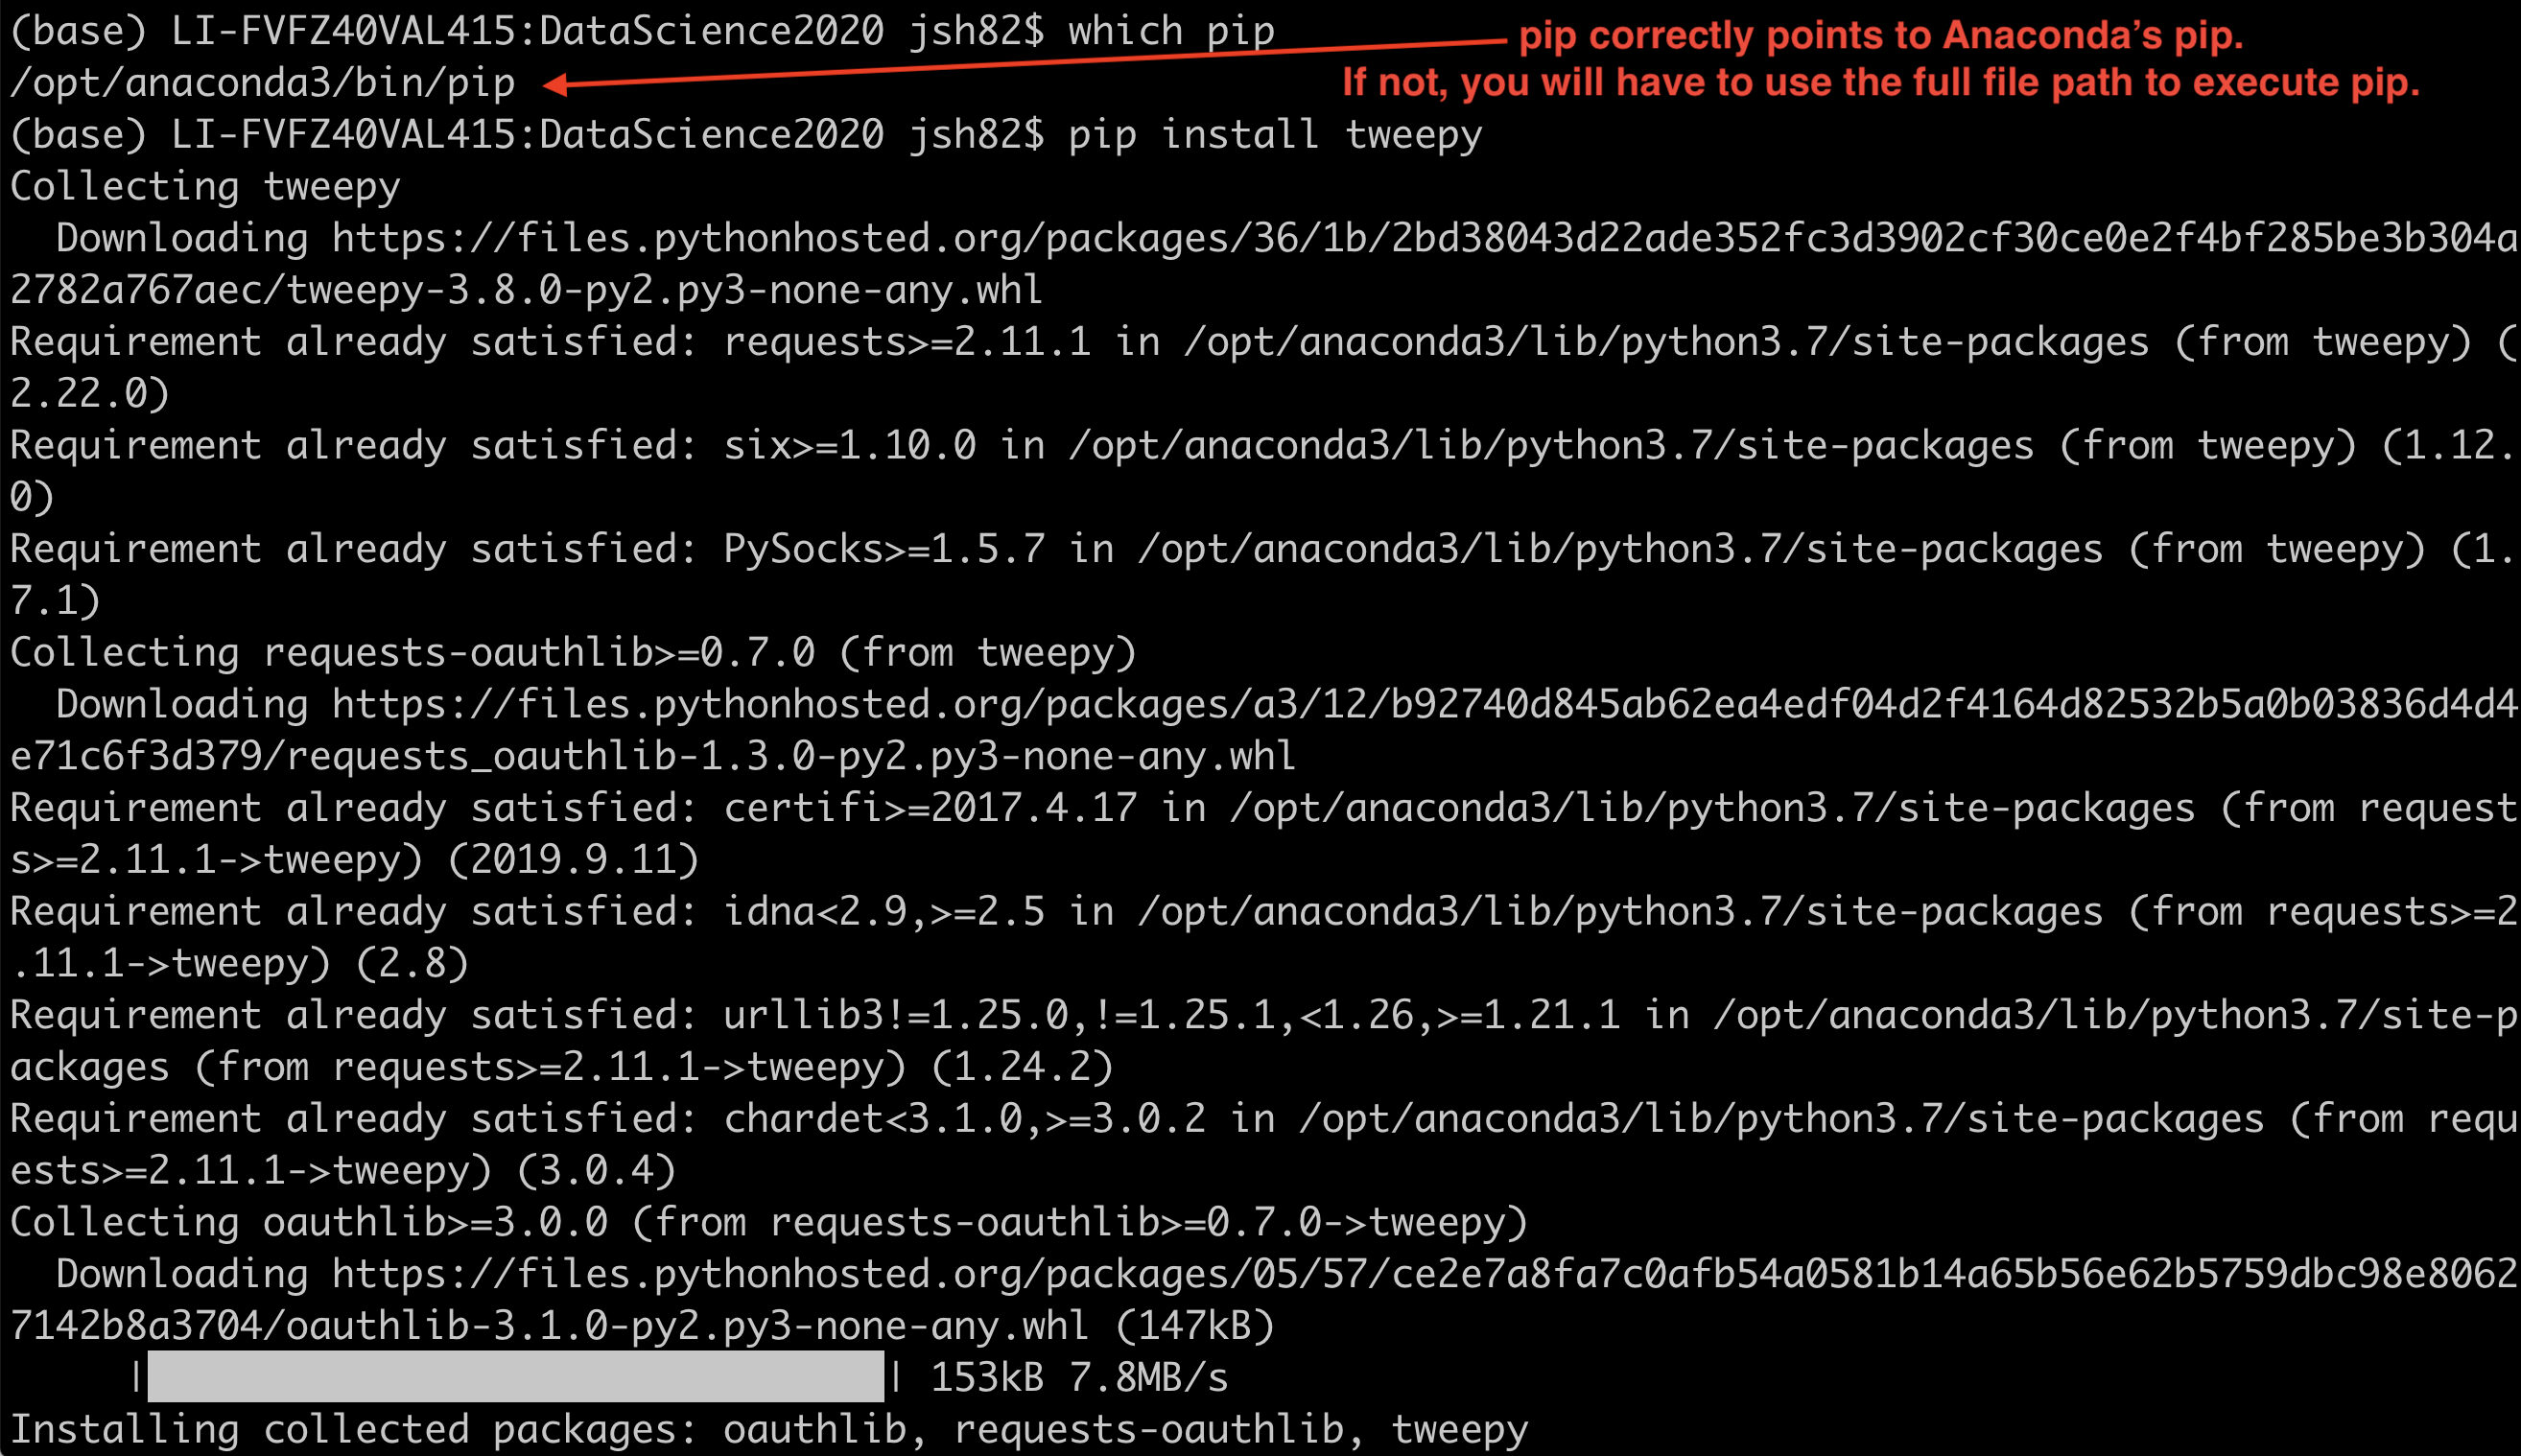 (base) LI-FVFZ40VAL415:DataScience2020 jsh82$ which pip
pip correctly points to Anaconda’s pip.
/opt/anaconda3/bin/pip
If not, you will have to use the full file path to execute pip.
(base) LI-FVFZ40VAL415:DataScience2020 jsh82$ pip install tweepy
Collecting tweepy
  Downloading https://files.pythonhosted.org/packages/36/1b/2bd38043d22ade352fc3d3902cf30ce0e2f4bf285be3b304a
2782a767aec/tweepy-3.8.0-py2.py3-none-any.whl
Requirement already satisfied: requests>=2.11.1 in /opt/anaconda3/lib/python3.7/site-packages (from tweepy) (
2.22.0)
Requirement already satisfied: six>=1.10.0 in /opt/anaconda3/lib/python3.7/site-packages (from tweepy) (1.12.
0)
Requirement already satisfied: PySocks>=1.5.7 in /opt/anaconda3/lib/python3.7/site-packages (from tweepy) (1.
7.1)
Collecting requests-oauthlib>=0.7.0 (from tweepy)
  Downloading https://files.pythonhosted.org/packages/a3/12/b92740d845ab62ea4edf04d2f4164d82532b5a0b03836d4d4
e71c6f3d379/requests_oauthlib-1.3.0-py2.py3-none-any.whl
Requirement already satisfied: certifi>=2017.4.17 in /opt/anaconda3/lib/python3.7/site-packages (from request
s>=2.11.1->tweepy) (2019.9.11)
Requirement already satisfied: idna<2.9,>=2.5 in /opt/anaconda3/lib/python3.7/site-packages (from requests>=2
.11.1->tweepy) (2.8)
Requirement already satisfied: urllib3!=1.25.0,!=1.25.1,<1.26,>=1.21.1 in /opt/anaconda3/lib/python3.7/site-p
ackages (from requests>=2.11.1->tweepy) (1.24.2)
Requirement already satisfied: chardet<3.1.0,>=3.0.2 in /opt/anaconda3/lib/python3.7/site-packages (from requ
ests>=2.11.1->tweepy) (3.0.4)
Collecting oauthlib>=3.0.0 (from requests-oauthlib>=0.7.0->tweepy)
  Downloading https://files.pythonhosted.org/packages/05/57/ce2e7a8fa7c0afb54a0581b14a65b56e62b5759dbc98e8062
7142b8a3704/oauthlib-3.1.0-py2.py3-none-any.whl (147kB)
| | 153kB 7.8MB/s
Installing collected packages: oauthlib, requests-oauthlib, tweepy